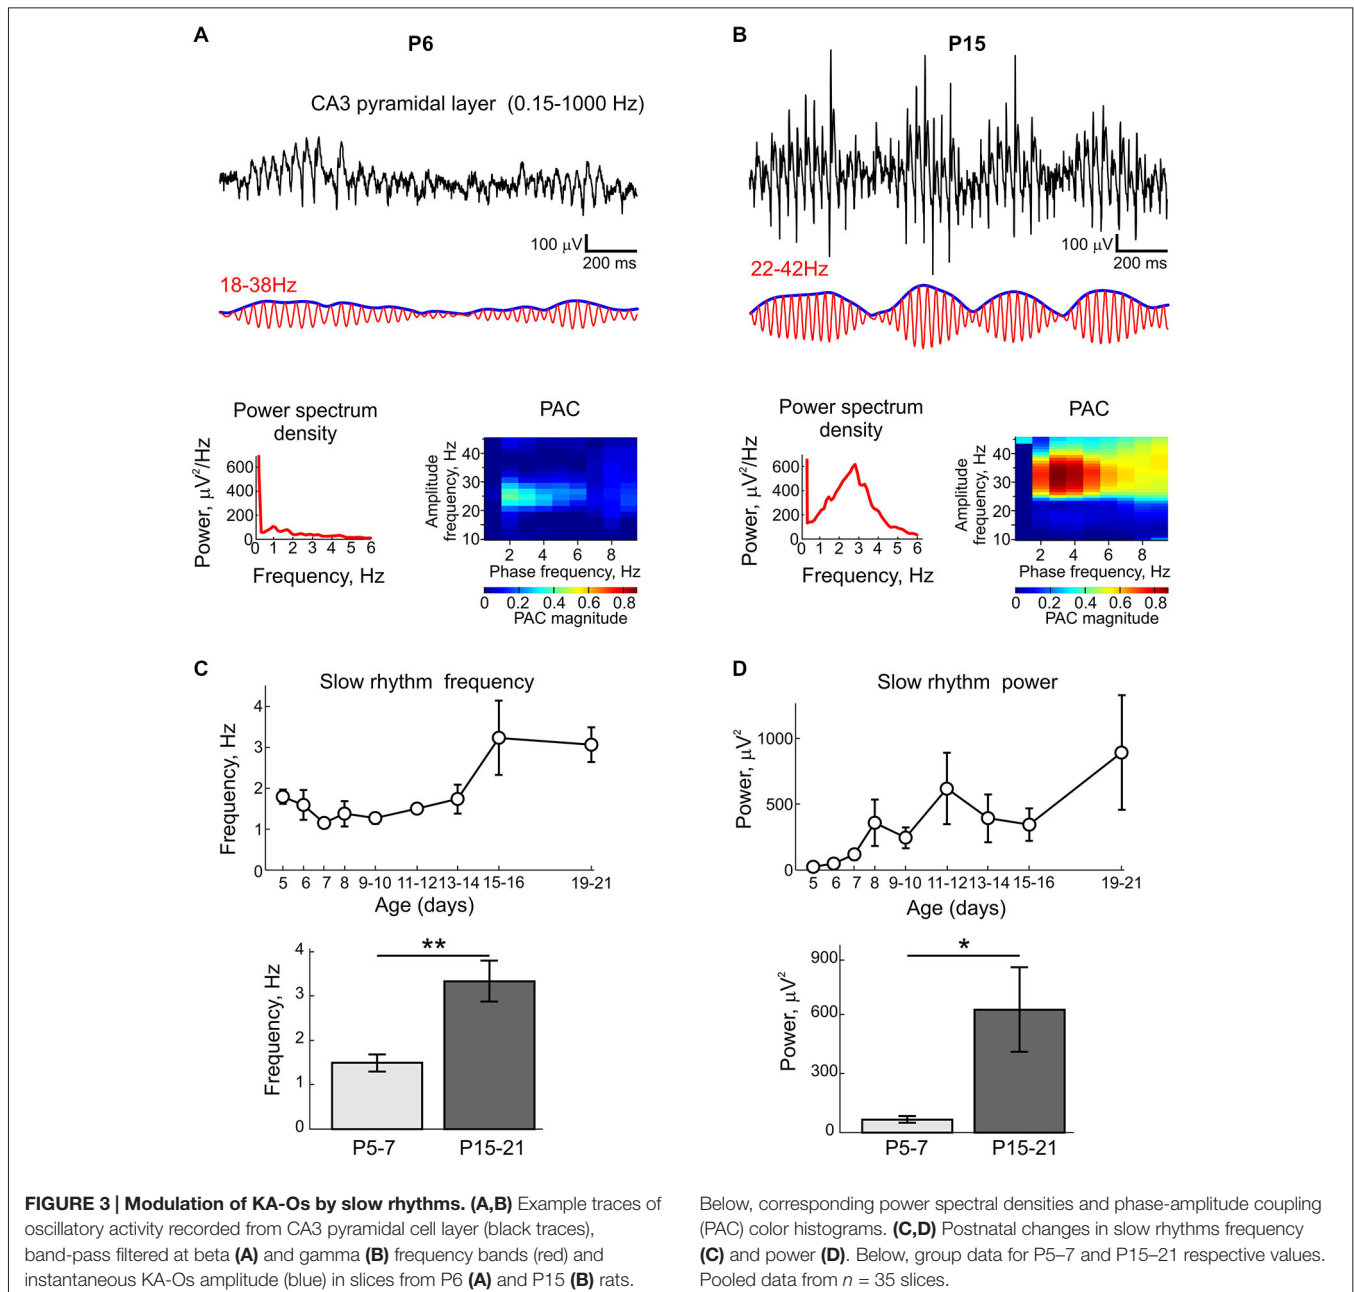 A
P6
B
P15
CA3 pyramidal layer (0.15-1000 Hz)
100 μV
200 ms
100 μV
200 ms
18-38Hz
22-42Hz
Power spectrum
density
Power, μV²/Hz
600
400
200
0
0 1 2 3 4 5 6
Frequency, Hz
PAC
Amplitude
frequency, Hz
40
30
20
10
2 4 6 8
Phase frequency, Hz
0 0.2 0.4 0.6 0.8
PAC magnitude
Power spectrum
density
Power, μV²/Hz
600
400
200
0
0 1 2 3 4 5 6
Frequency, Hz
PAC
Amplitude
frequency, Hz
40
30
20
10
2 4 6 8
Phase frequency, Hz
0 0.2 0.4 0.6 0.8
PAC magnitude
C
Slow rhythm frequency
Frequency, Hz
4
3
2
1
0
5 6 7 8 9-10 11-12 13-14 15-16 19-21
Age (days)
D
Slow rhythm power
Power, μV²
1000
500
0
5 6 7 8 9-10 11-12 13-14 15-16 19-21
Age (days)
Frequency, Hz
4
3
2
1
0
**
P5-7 P15-21
Power, μV²
900
600
300
0
*
P5-7 P15-21
FIGURE 3 | Modulation of KA-Os by slow rhythms. (A,B) Example traces of
oscillatory activity recorded from CA3 pyramidal cell layer (black traces),
band-pass filtered at beta (A) and gamma (B) frequency bands (red) and
instantaneous KA-Os amplitude (blue) in slices from P6 (A) and P15 (B) rats.
Below, corresponding power spectral densities and phase-amplitude coupling
(PAC) color histograms. (C,D) Postnatal changes in slow rhythms frequency
(C) and power (D). Below, group data for P5–7 and P15–21 respective values.
Pooled data from n = 35 slices.